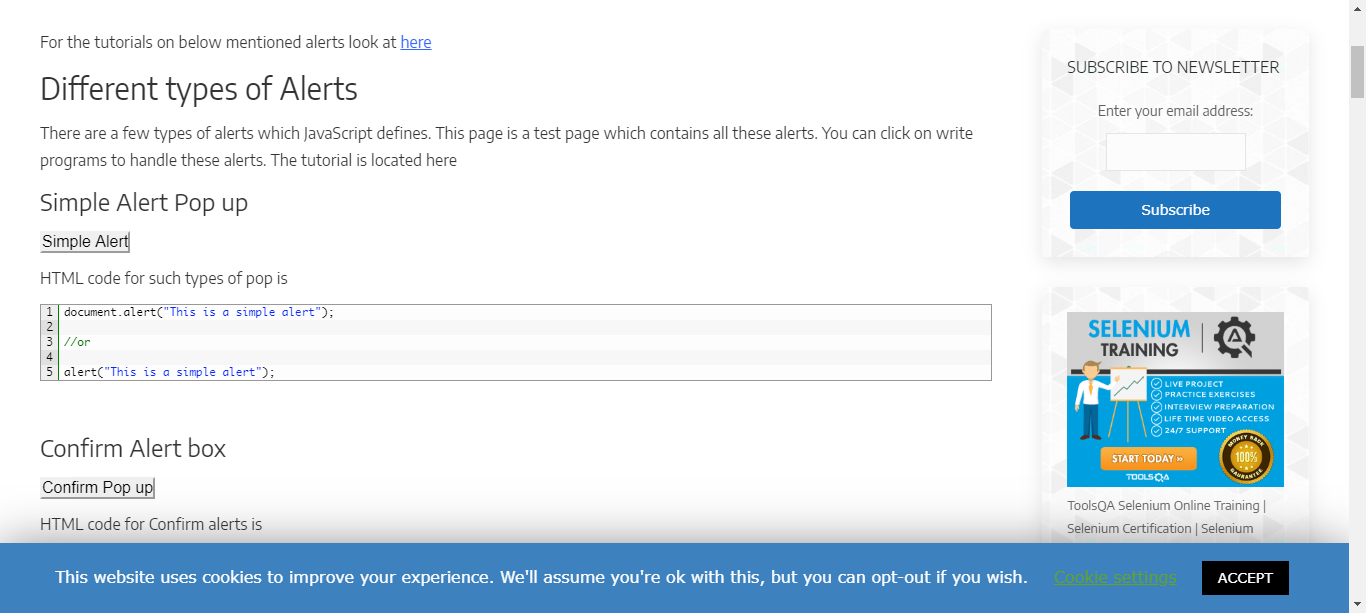 For the tutorials on below mentioned alerts look at here
Different types of Alerts
There are a few types of alerts which JavaScript defines. This page is a test page which contains all these alerts. You can click on write
programs to handle these alerts. The tutorial is located here
Simple Alert Pop up
Simple Alert
HTML code for such types of pop is
1 document.alert("This is a simple alert");
2
3 //or
4
5 alert("This is a simple alert");
Confirm Alert box
Confirm Pop up
HTML code for Confirm alerts is
SUBSCRIBE TO NEWSLETTER
Enter your email address:
Subscribe
SELENIUM
TRAINING
LIVE PROJECT
PRACTICE EXERCISES
INTERVIEW PREPARATION
LIFE TIME VIDEO ACCESS
24/7 SUPPORT
START TODAY »
MONEY BACK
100%
GUARANTEE
TOOLSQA
ToolsQA Selenium Online Training |
Selenium Certification | Selenium
This website uses cookies to improve your experience. We'll assume you're ok with this, but you can opt-out if you wish.
Cookie settings
ACCEPT